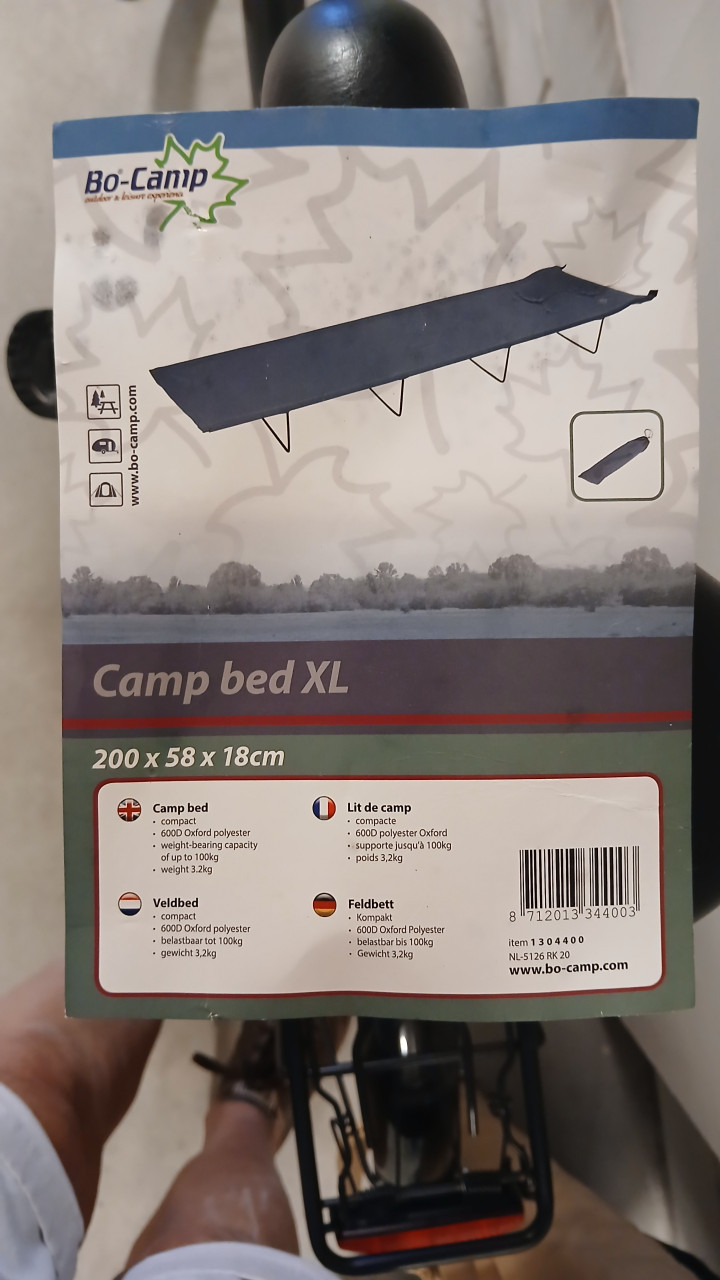 Bo-Camp
outdoor & leisure experience
www.bo-camp.com
Camp bed XL
200 x 58 x 18cm
Camp bed
• compact
• 600D Oxford polyester
• weight-bearing capacity
of up to 100kg
• weight 3.2kg
Lit de camp
• compacte
• 600D polyester Oxford
• supporte jusqu'à 100kg
• poids 3,2kg
Veldbed
• compact
• 600D Oxford polyester
• belastbaar tot 100kg
• gewicht 3,2kg
Feldbett
• Kompakt
• 600D Oxford Polyester
• belastbar bis 100kg
• Gewicht 3,2kg
8 712013 344003
item 1304400
NL-5126 RK 20
www.bo-camp.com